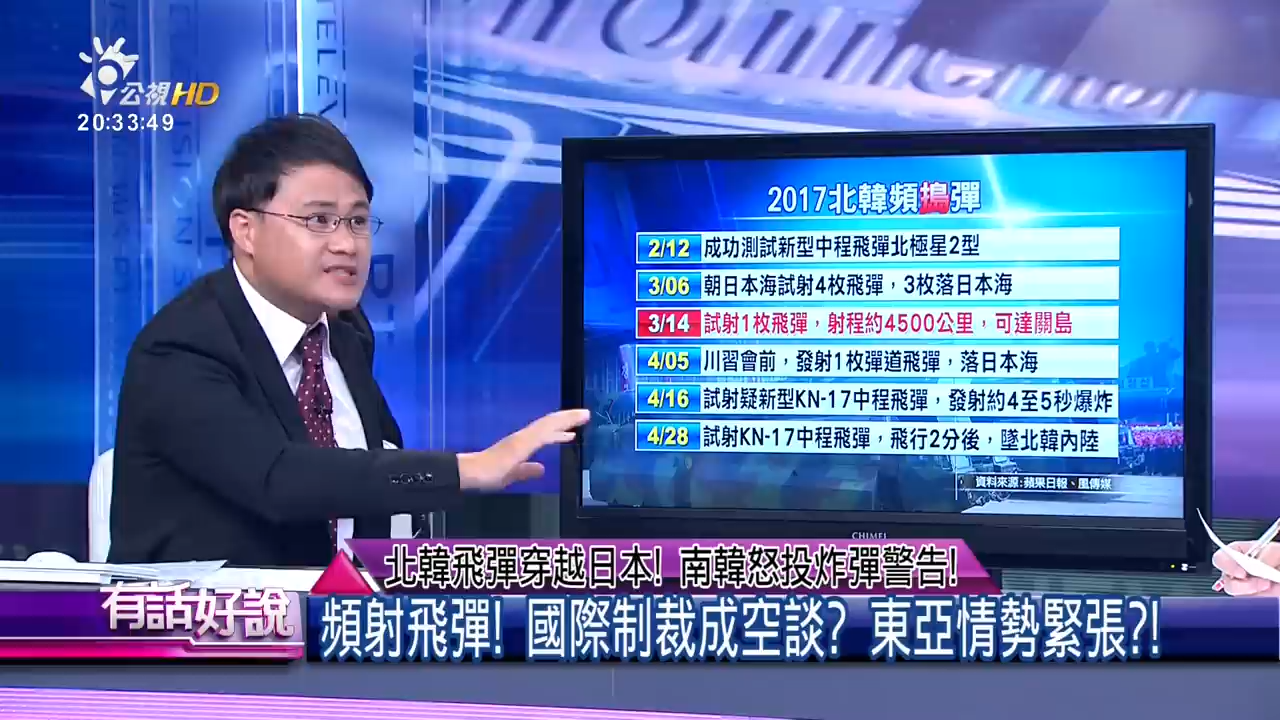 公視HD
20:33:49
TELEVI
2017北韓頻搗彈
2/12 成功測試新型中程飛彈北極星2型
3/06 朝日本海試射4枚飛彈，3枚落日本海
3/14 試射1枚飛彈，射程約4500公里，可達關島
4/05 川習會前，發射1枚彈道飛彈，落日本海
4/16 試射疑新型KN-17中程飛彈，發射約4至5秒爆炸
4/28 試射KN-17中程飛彈，飛行2分後，墜北韓內陸
資料來源:蘋果日報、風傳媒
CHIMEI
北韓飛彈穿越日本! 南韓怒投炸彈警告!
有話好說
頻射飛彈! 國際制裁成空談? 東亞情勢緊張?!